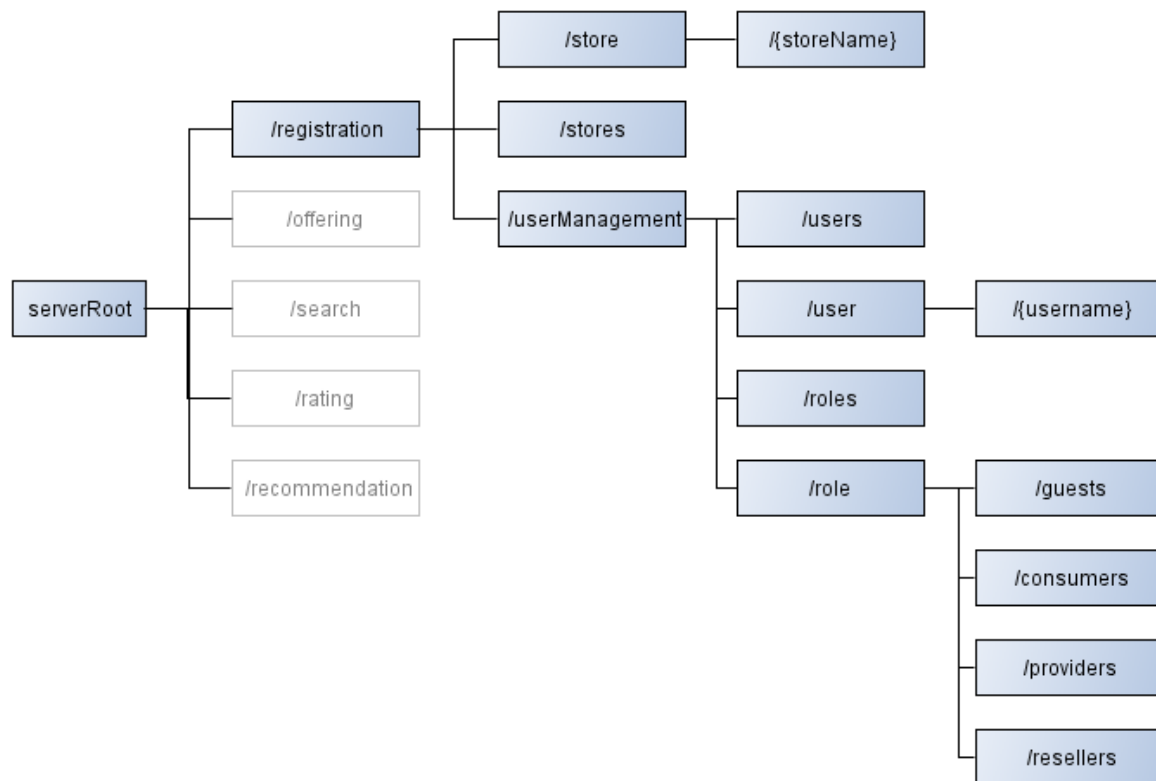 /store
/{storeName}
/registration
/stores
/offering
/userManagement
/users
serverRoot
/search
/user
/{username}
/rating
/roles
/recommendation
/role
/guests
/consumers
/providers
/resellers